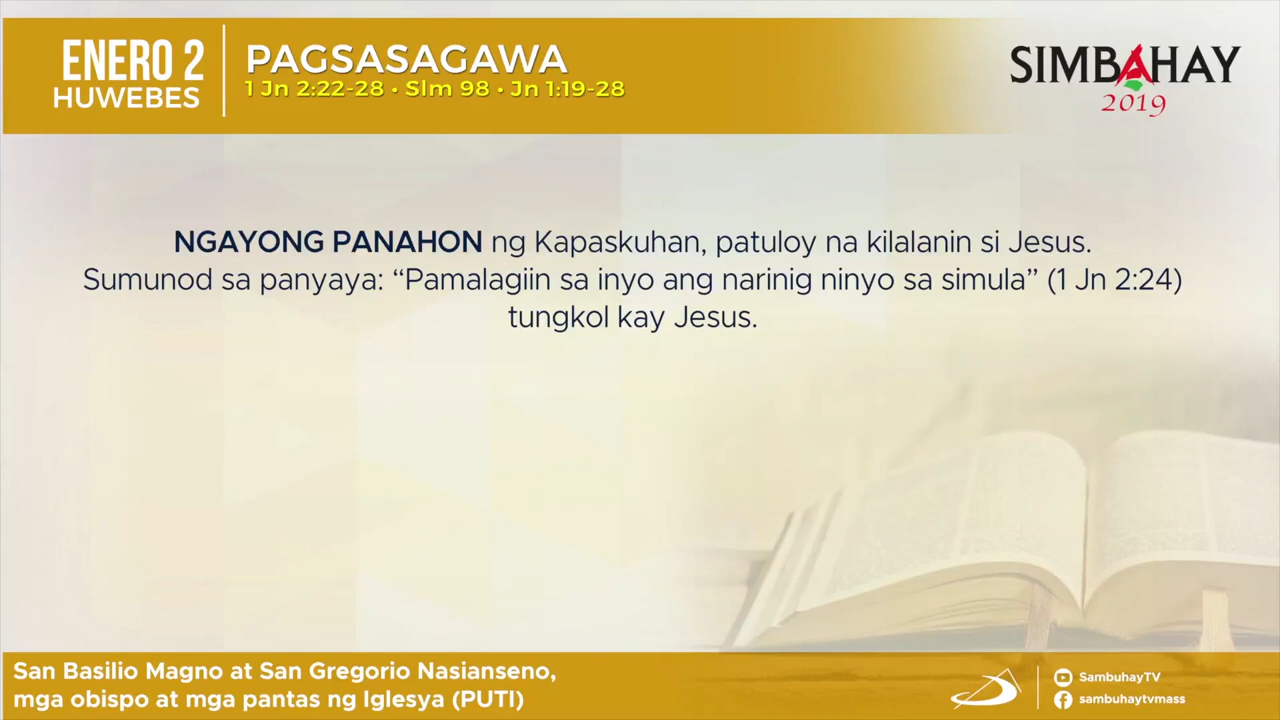 ENERO 2
HUWEBES
PAGSASAGAWA
1 Jn 2:22-28 • Slm 98 • Jn 1:19-28
SIMBAHAY
2019
NGAYONG PANAHON ng Kapaskuhan, patuloy na kilalanin si Jesus.
Sumunod sa panyaya: “Pamalagiin sa inyo ang narinig ninyo sa simula” (1 Jn 2:24)
tungkol kay Jesus.
San Basilio Magno at San Gregorio Nasianseno,
mga obispo at mga pantas ng Iglesya (PUTI)
SambuhayTV
sambuhaytvmass